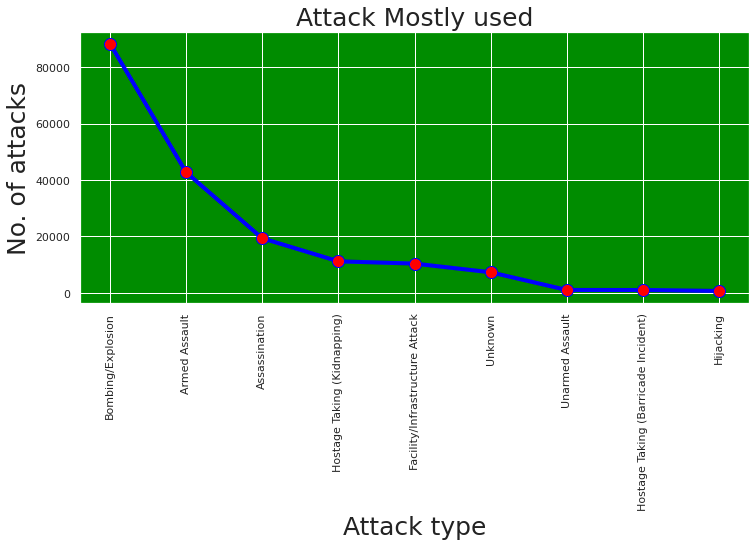 Attack Mostly used
No. of attacks
80000
60000
40000
20000
0
Bombing/Explosion
Armed Assault
Assassination
Hostage Taking (Kidnapping)
Facility/Infrastructure Attack
Unknown
Unarmed Assault
Hostage Taking (Barricade Incident)
Hijacking
Attack type